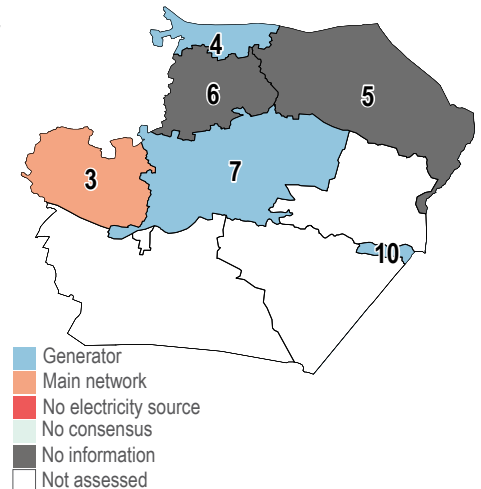 4
6
5
3
7
10
Generator
Main network
No electricity source
No consensus
No information
Not assessed